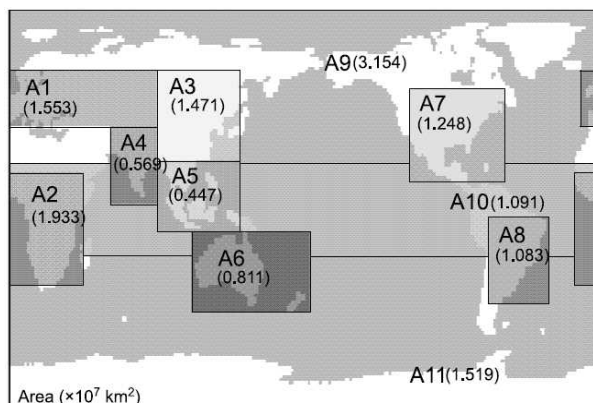 A9(3.154)
A1
(1.553)
A3
(1.471)
A7
(1.248)
A4
(0.569)
A5
(0.447)
A2
(1.933)
A10(1.091)
A8
(1.083)
A6
(0.811)
A11(1.519)
Area (×10⁷ km²)